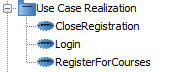 Use Case Realization
CloseRegistration
Login
RegisterForCourses